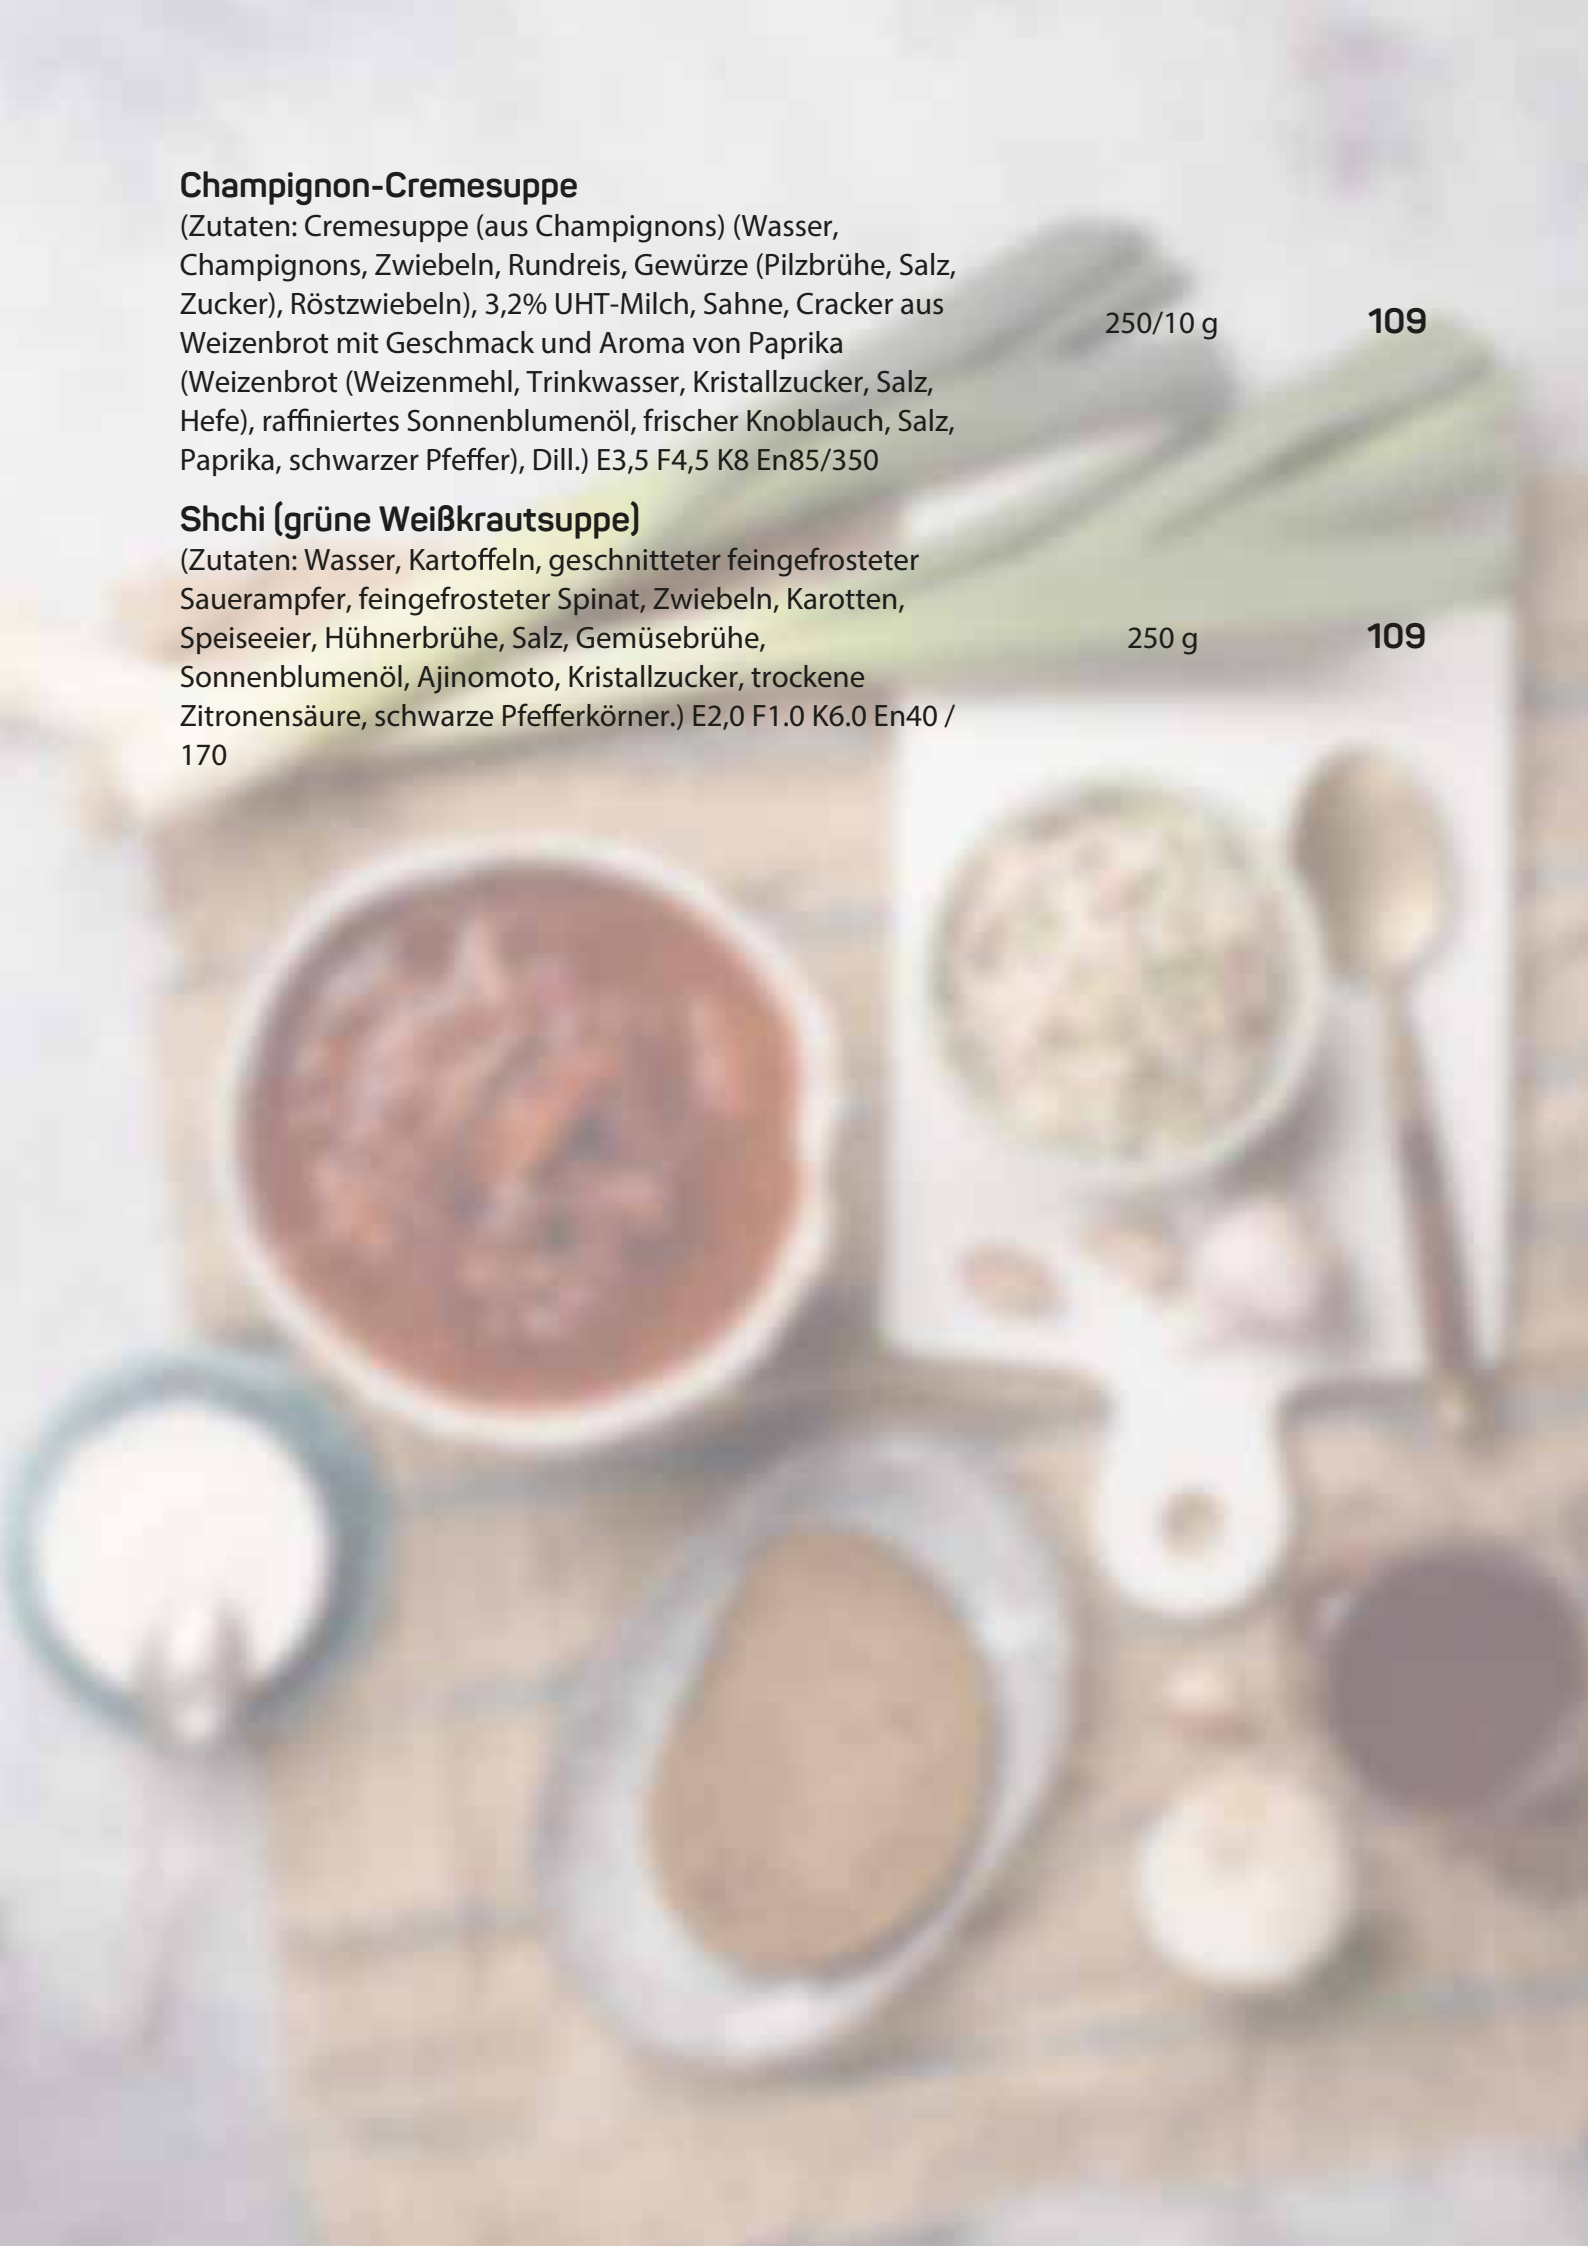 Champignon-Cremesuppe
(Zutaten: Cremesuppe (aus Champignons) (Wasser,
Champignons, Zwiebeln, Rundreis, Gewürze (Pilzbrühe, Salz,
Zucker), Röstzwiebeln), 3,2% UHT-Milch, Sahne, Cracker aus
Weizenbrot mit Geschmack und Aroma von Paprika
(Weizenbrot (Weizenmehl, Trinkwasser, Kristallzucker, Salz,
Hefe), raffiniertes Sonnenblumenöl, frischer Knoblauch, Salz,
Paprika, schwarzer Pfeffer), Dill.) E3,5 F4,5 K8 En85/350
250/10 g 109
Shchi (grüne Weißkrautsuppe)
(Zutaten: Wasser, Kartoffeln, geschnitteter feingefrosteter
Sauerampfer, feingefrosteter Spinat, Zwiebeln, Karotten,
Speiseeier, Hühnerbrühe, Salz, Gemüsebrühe,
Sonnenblumenöl, Ajinomoto, Kristallzucker, trockene
Zitronensäure, schwarze Pfefferkörner.) E2,0 F1.0 K6.0 En40 /
170
250 g 109